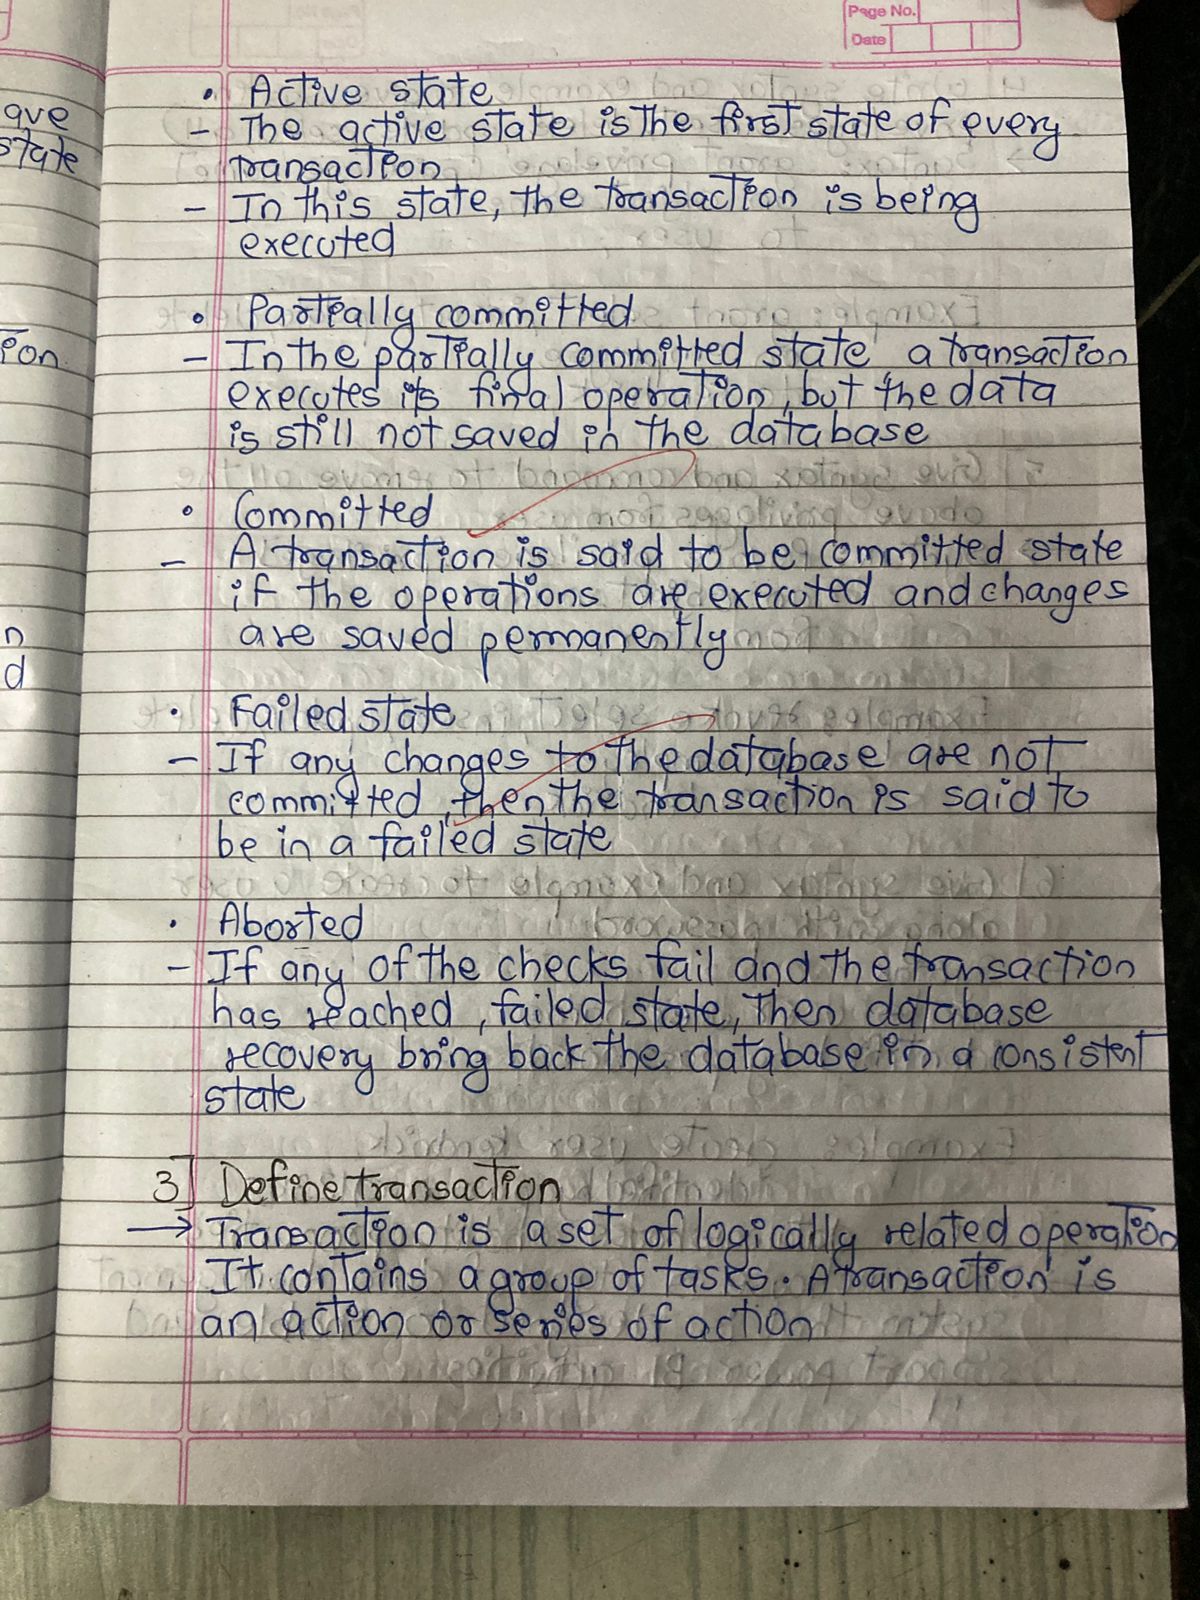 Page No.
Date
ave
state
ion
n
d
• Active state
- The active state is the first state of every
transaction
- In this state, the transaction is being
executed
• Partially committed
- In the partially committed state a transaction
executes its final operation, but the data
is still not saved in the database
• Committed
- A transaction is said to be committed state
if the operations are executed and changes
are saved permanently
• Failed state
- If any changes to the database are not
committed, then the transaction is said to
be in a failed state
• Aborted
- If any of the checks fail and the transaction
has reached, failed state, then database
recovery bring back the database in a consistent
state
3] Define transaction
→ Transaction is a set of logically related operation
It contains a group of tasks. A transaction is
an action or series of action